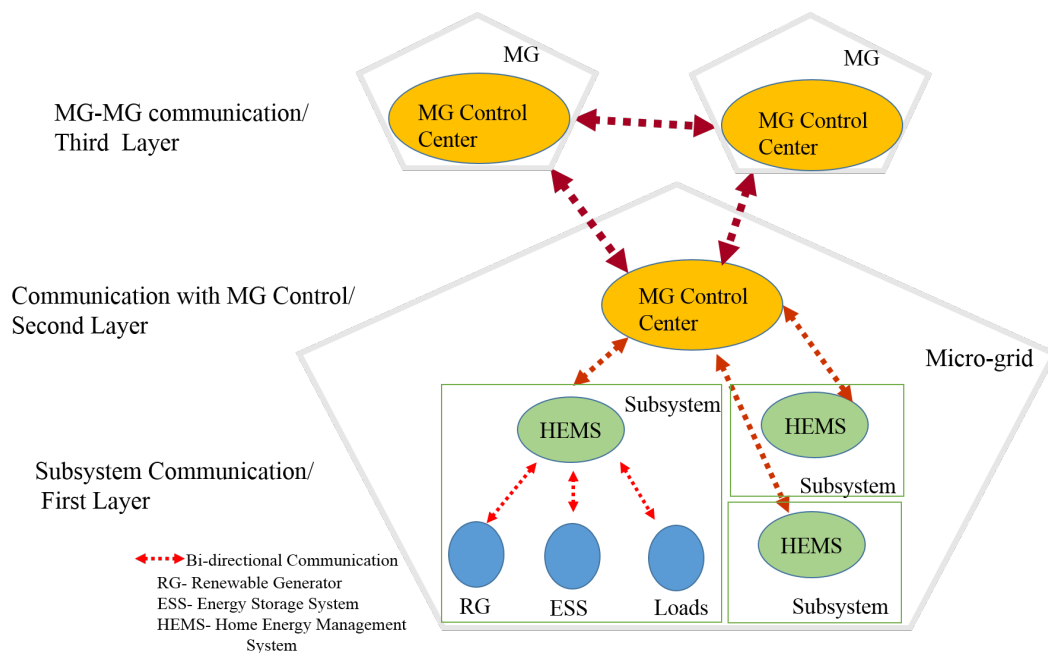 MG
MG
MG Control
Center
MG Control
Center
MG-MG communication/
Third Layer
Communication with MG Control/
Second Layer
MG Control
Center
Micro-grid
Subsystem
HEMS
HEMS
Subsystem
Subsystem Communication/
First Layer
HEMS
Subsystem
RG
ESS
Loads
Bi-directional Communication
RG- Renewable Generator
ESS- Energy Storage System
HEMS- Home Energy Management
System